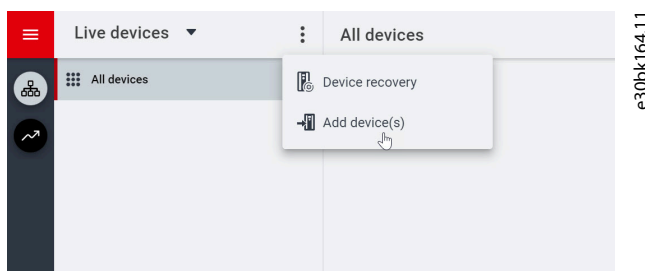 Live devices
All devices
All devices
Device recovery
Add device(s)
e30bk164.11